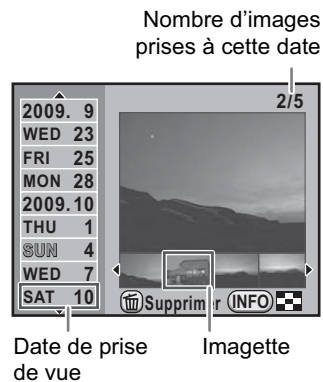 Nombre d’images
prises à cette date
2/5
2009. 9
WED 23
FRI 25
MON 28
2009.10
THU 1
SUN 4
WED 7
SAT 10
Supprimer INFO
Date de prise
de vue
Imagette